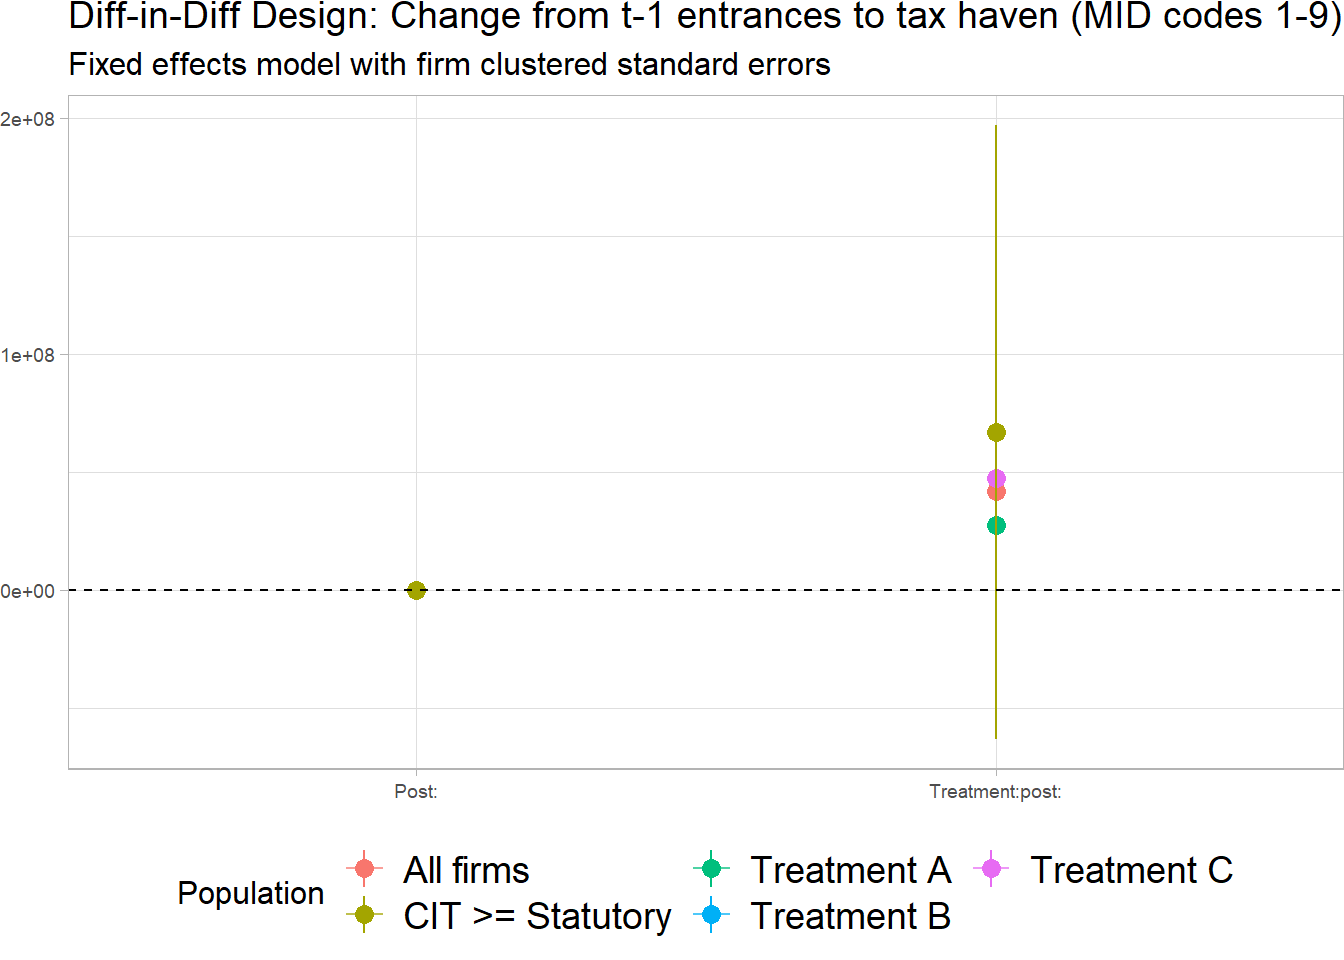 Diff-in-Diff Design: Change from t-1 entrances to tax haven (MID codes 1-9)
Fixed effects model with firm clustered standard errors
2e+08
1e+08
0e+00
Post:
Treatment:post:
Population
All firms
CIT >= Statutory
Treatment A
Treatment B
Treatment C